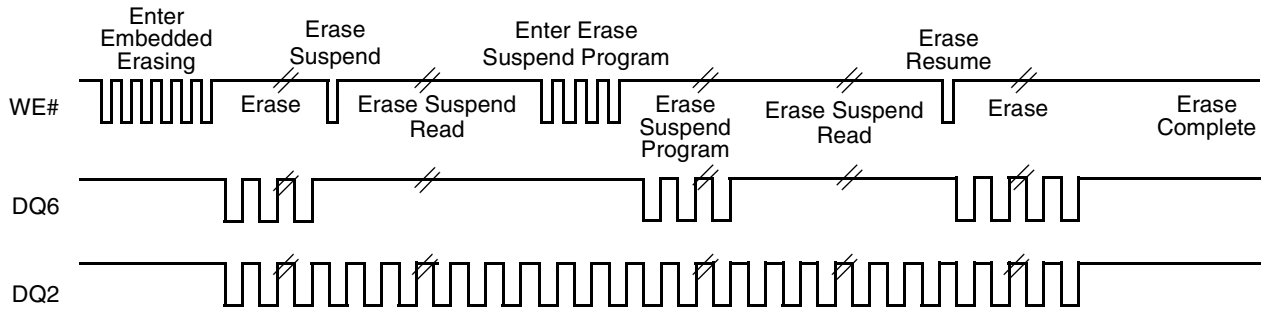 Enter
Embedded
Erasing
Erase
Suspend
Enter Erase
Suspend Program
Erase
Resume
WE#
Erase
Erase Suspend
Read
Erase
Suspend
Program
Erase Suspend
Read
Erase
Erase
Complete
DQ6
DQ2